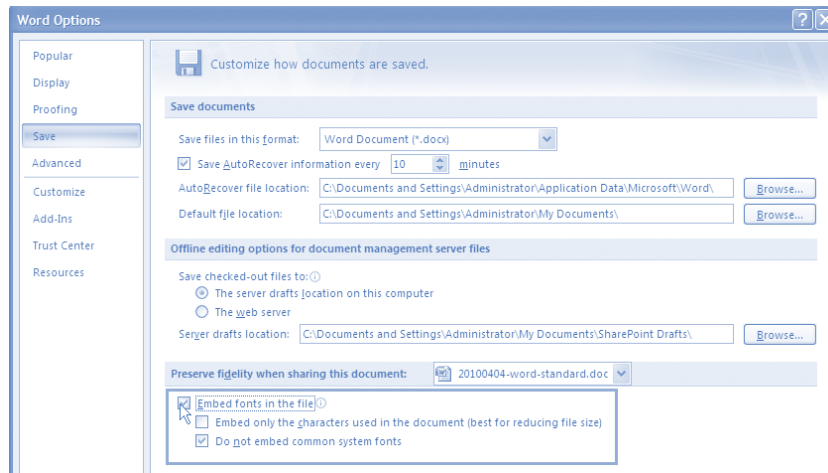 Word Options
Popular
Display
Proofing
Save
Advanced
Customize
Add-Ins
Trust Center
Resources
Customize how documents are saved.
Save documents
Save files in this format: Word Document (*.docx)
Save AutoRecover information every 10 minutes
AutoRecover file location: C:\Documents and Settings\Administrator\Application Data\Microsoft\Word\ Browse...
Default file location: C:\Documents and Settings\Administrator\My Documents\ Browse...
Offline editing options for document management server files
Save checked-out files to:
The server drafts location on this computer
The web server
Server drafts location: C:\Documents and Settings\Administrator\My Documents\SharePoint Drafts\ Browse...
Preserve fidelity when sharing this document: 20100404-word-standard.doc
Embed fonts in the file
Embed only the characters used in the document (best for reducing file size)
Do not embed common system fonts